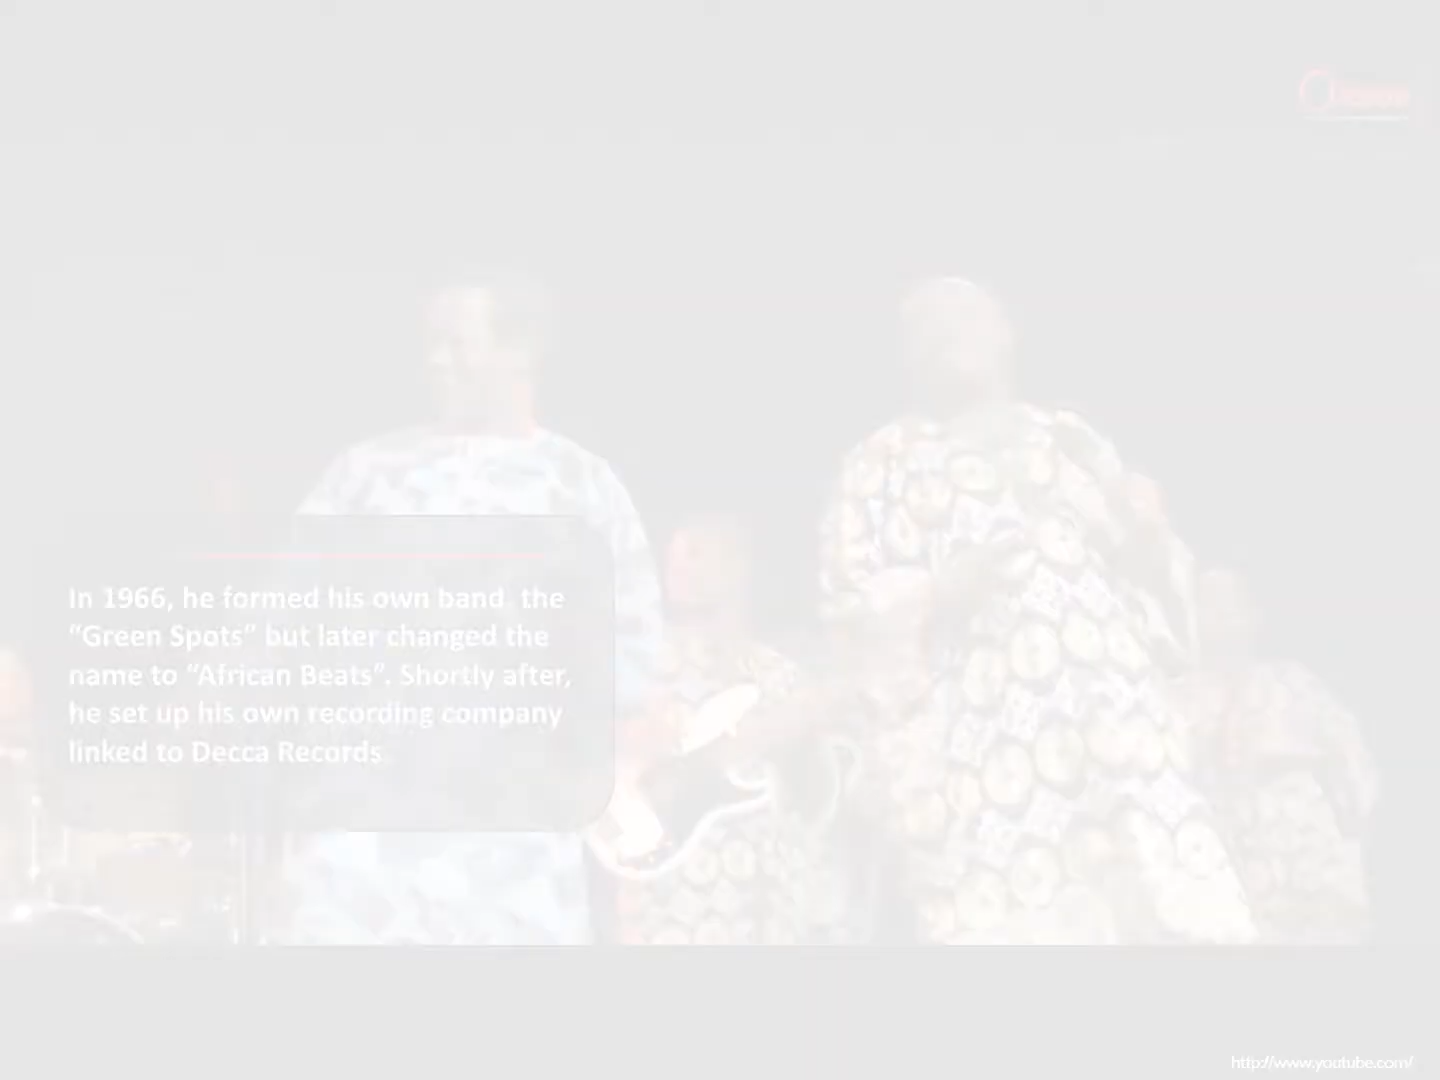 In 1966, he formed his own band, the
“Green Spots” but later changed the
name to “African Beats”. Shortly after,
he set up his own recording company
linked to Decca Records
http://www.youtube.com/